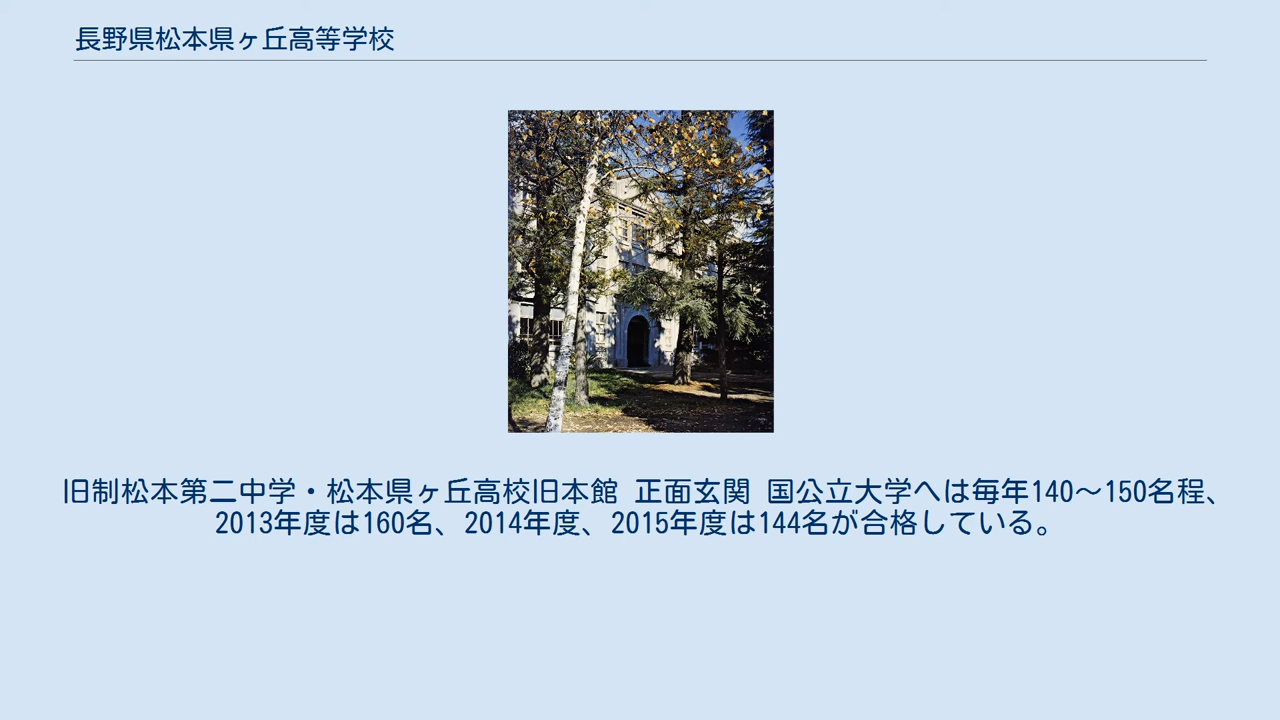 長野県松本県ヶ丘高等学校
旧制松本第二中学・松本県ヶ丘高校旧本館 正面玄関 国公立大学へは毎年140～150名程、
2013年度は160名、2014年度、2015年度は144名が合格している。